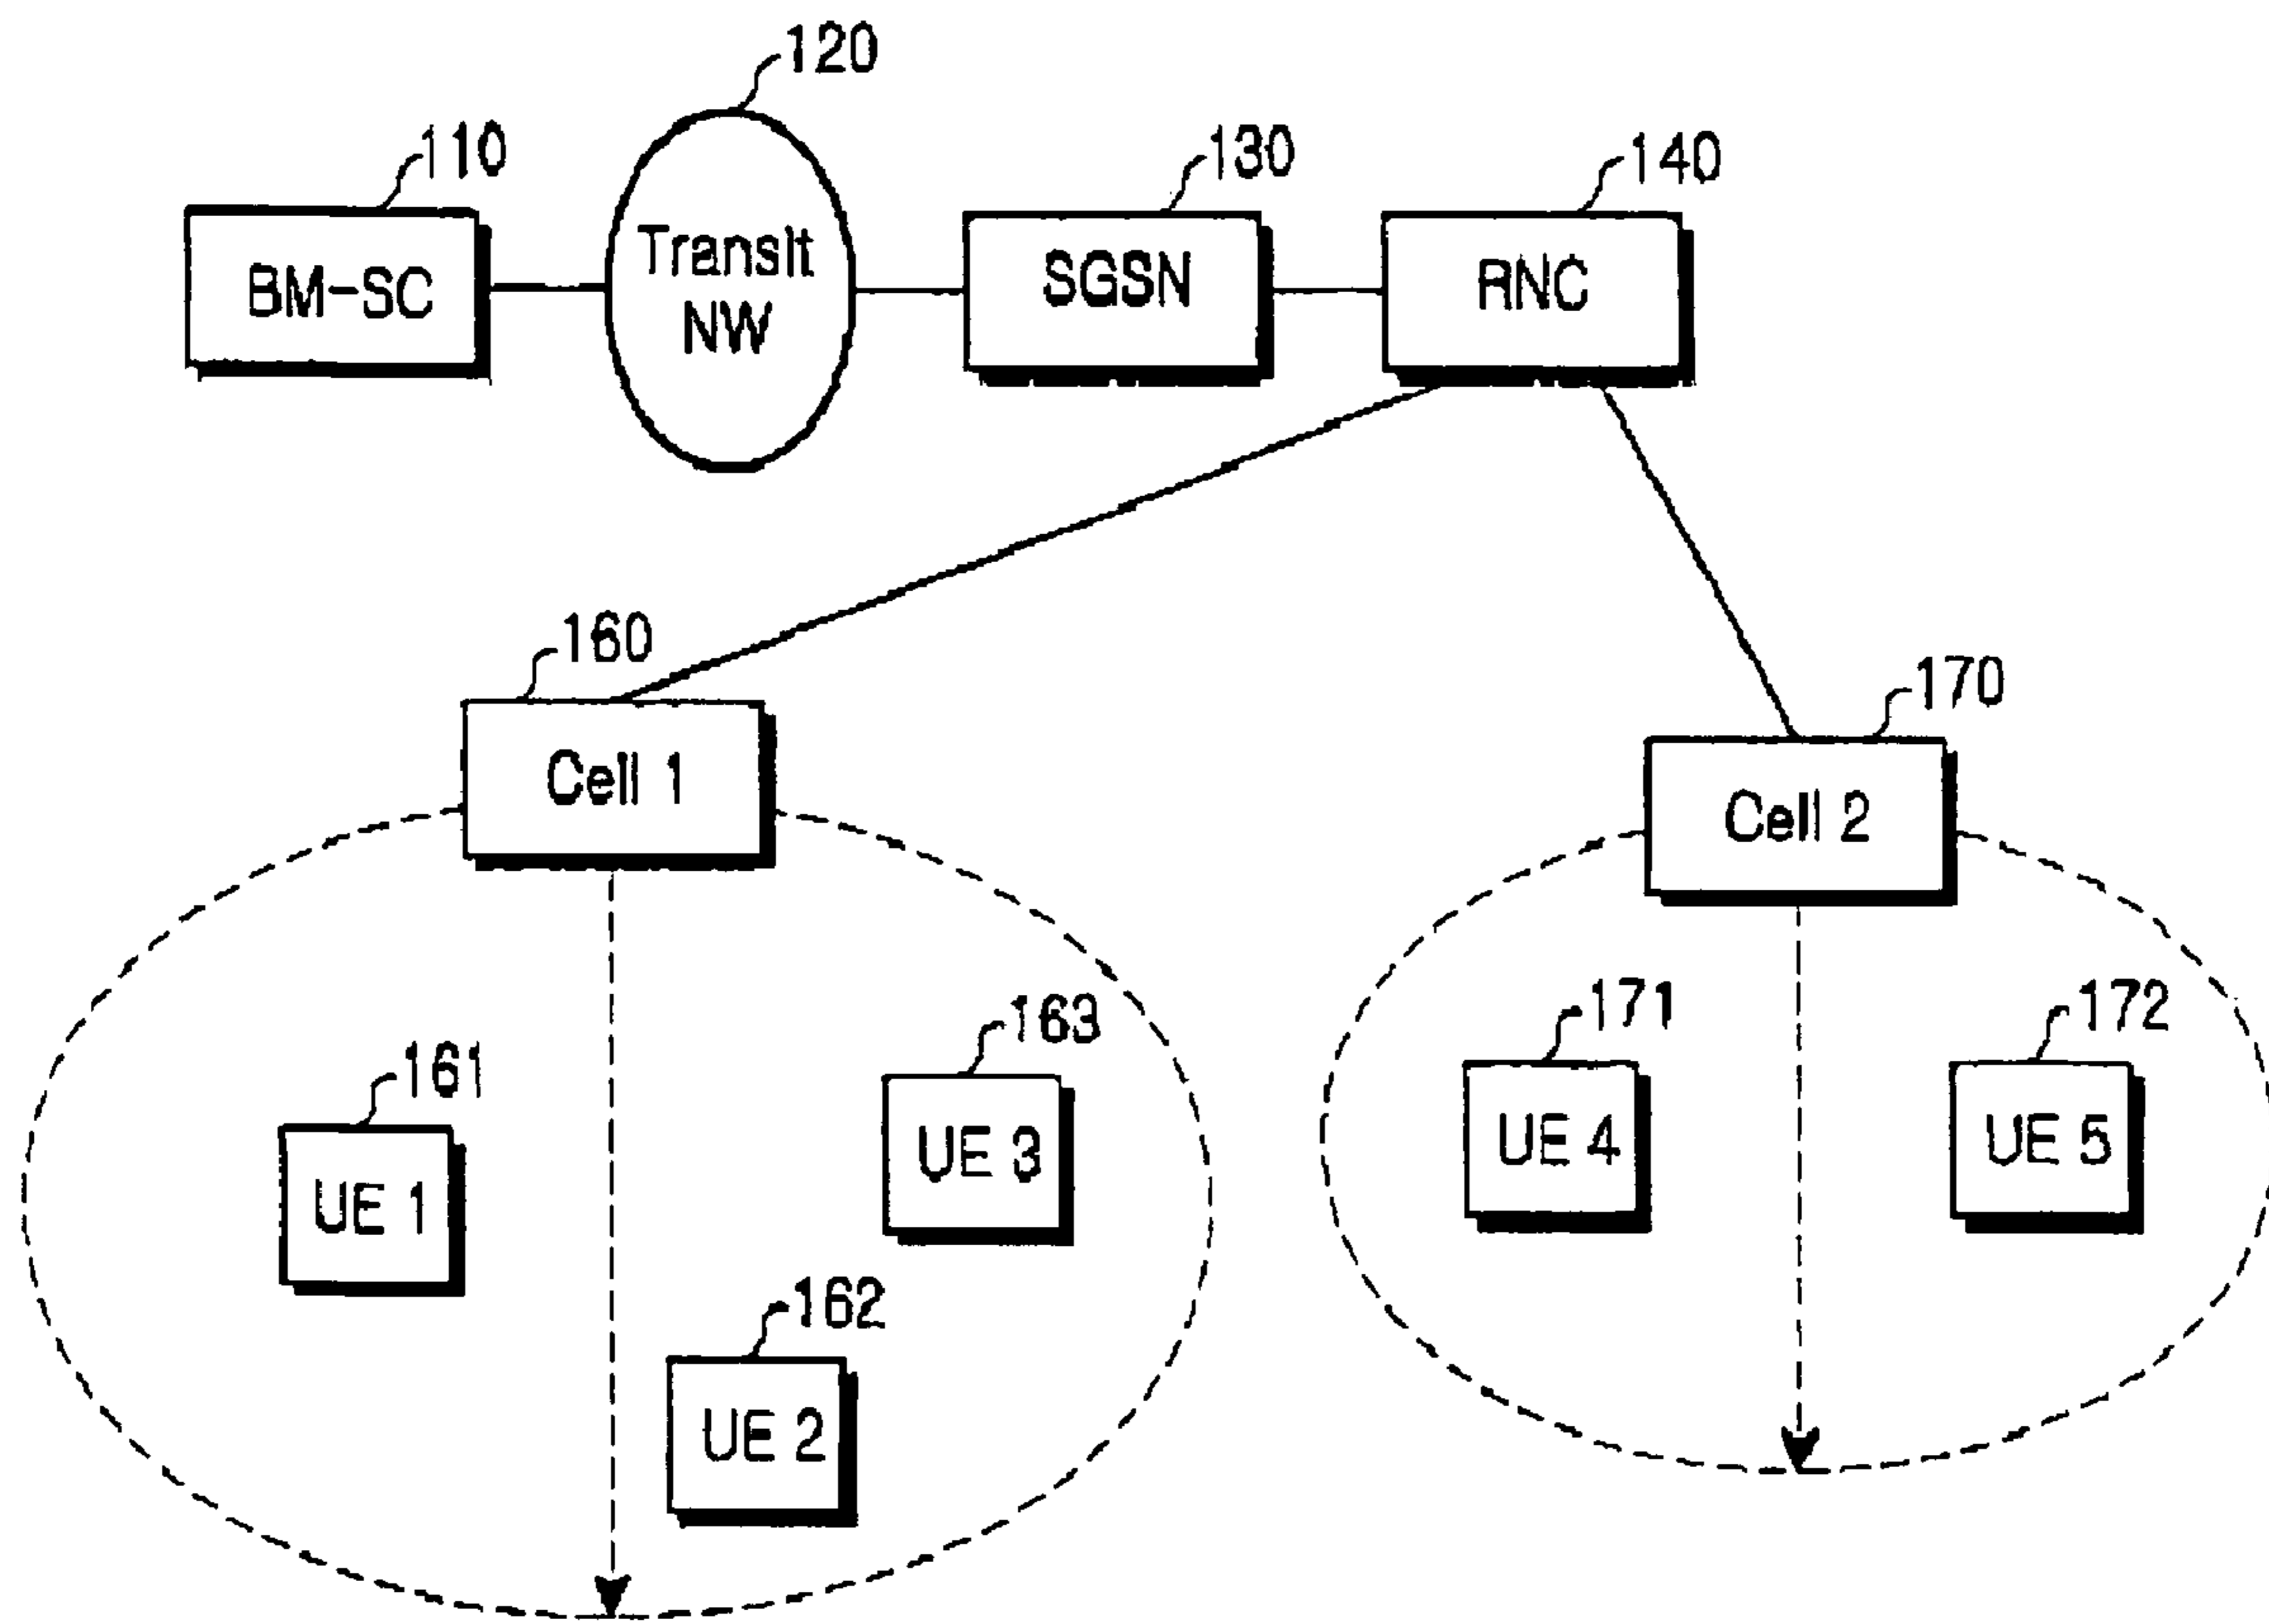 120
110
130
140
BM-SC
Transit
NW
SGSN
RNC
160
170
Cell 1
Cell 2
161
163
171
172
UE 1
UE 3
UE 4
UE 5
162
UE 2